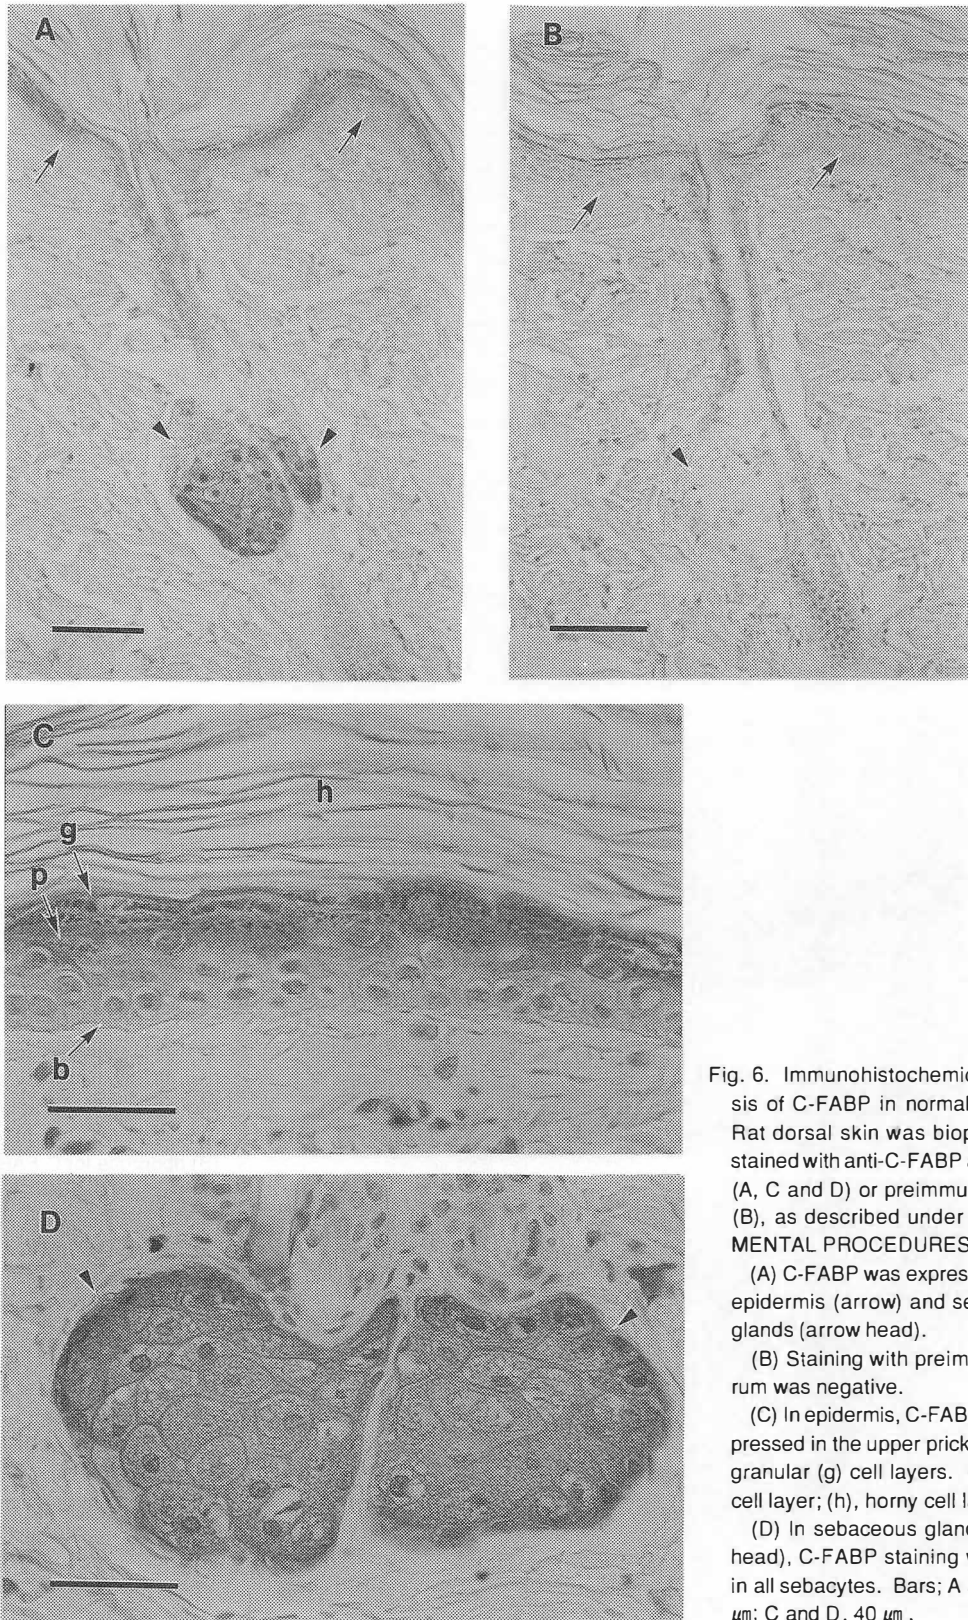 A
B
C
h
g
p
b
D
Fig. 6. Immunohistochemic
sis of C-FABP in normal
Rat dorsal skin was biop
stained with anti-C-FABP
(A, C and D) or preimmu
(B), as described under
MENTAL PROCEDURES
(A) C-FABP was expres
epidermis (arrow) and se
glands (arrow head).
(B) Staining with preim
rum was negative.
(C) In epidermis, C-FAB
pressed in the upper prick
granular (g) cell layers.
cell layer; (h), horny cell l
(D) In sebaceous gland
head), C-FABP staining
in all sebacytes. Bars; A
μm; C and D, 40 μm.